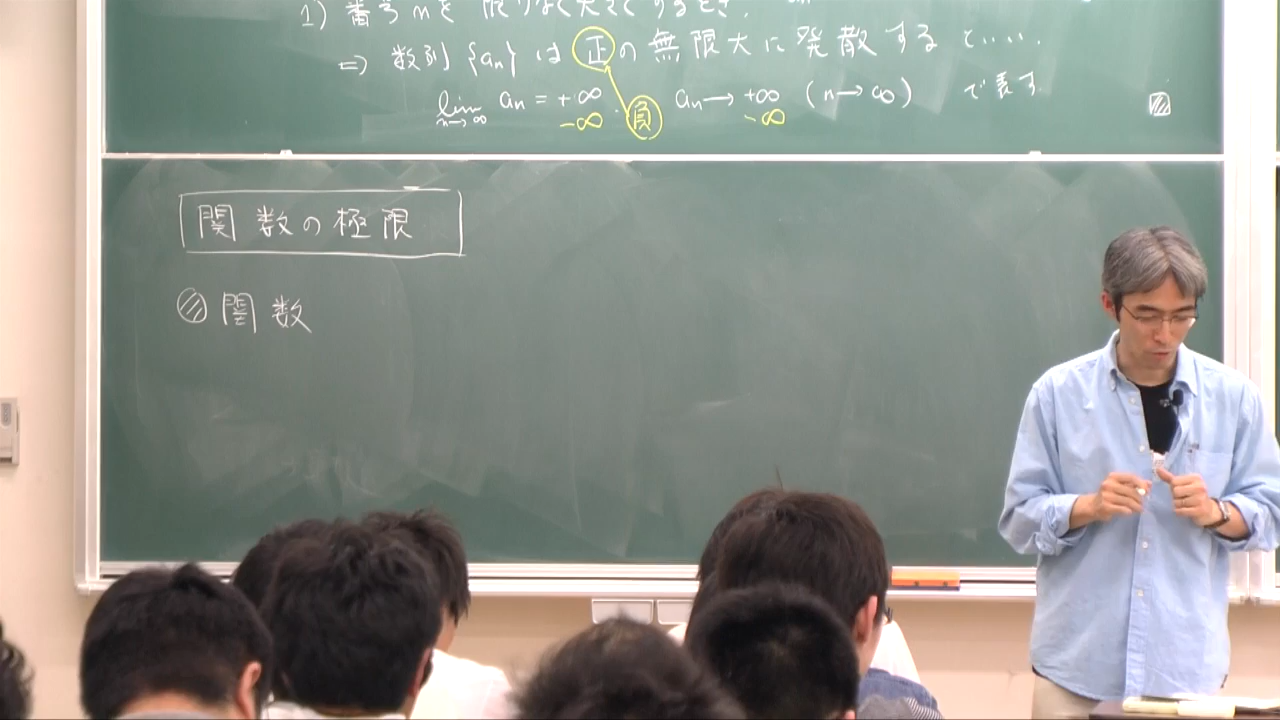 1) 番号 n を 限りなく大きくするとき,
⇒ 数列 {an} は 正 の 無限大に発散する という.
lim n→∞ an = +∞ . an → +∞ (n→∞) で表す
-∞ 負 -∞
関数の極限
関数